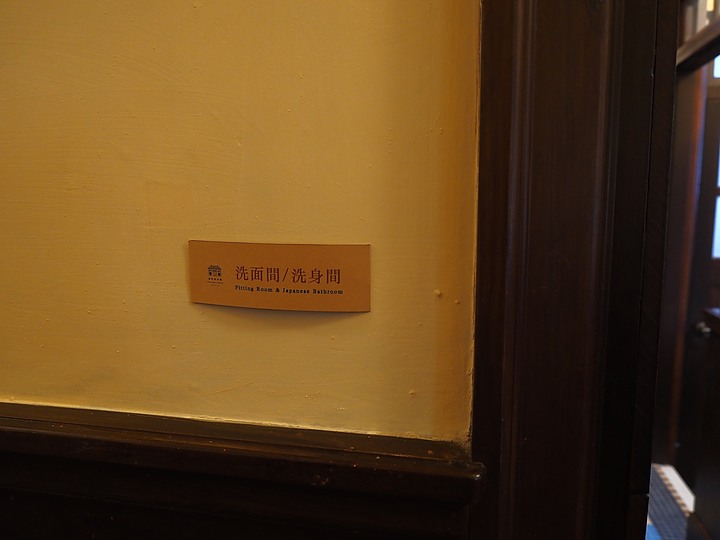 洗面間/洗身間
Fitting Room & Japanese Bathroom